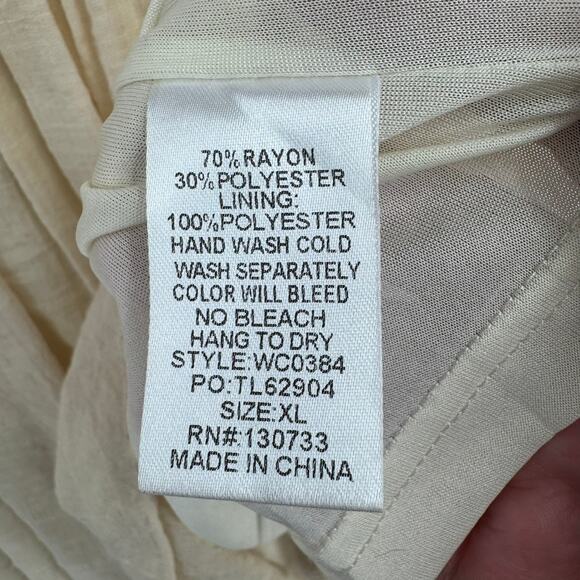 70% RAYON
30%POLYESTER
LINING:
100%POLYESTER
HAND WASH COLD
WASH SEPARATELY
COLOR WILL BLEED
NO BLEACH
HANG TO DRY
STYLE:WC0384
PO:TL62904
SIZE:XL
RN#:130733
MADE IN CHINA